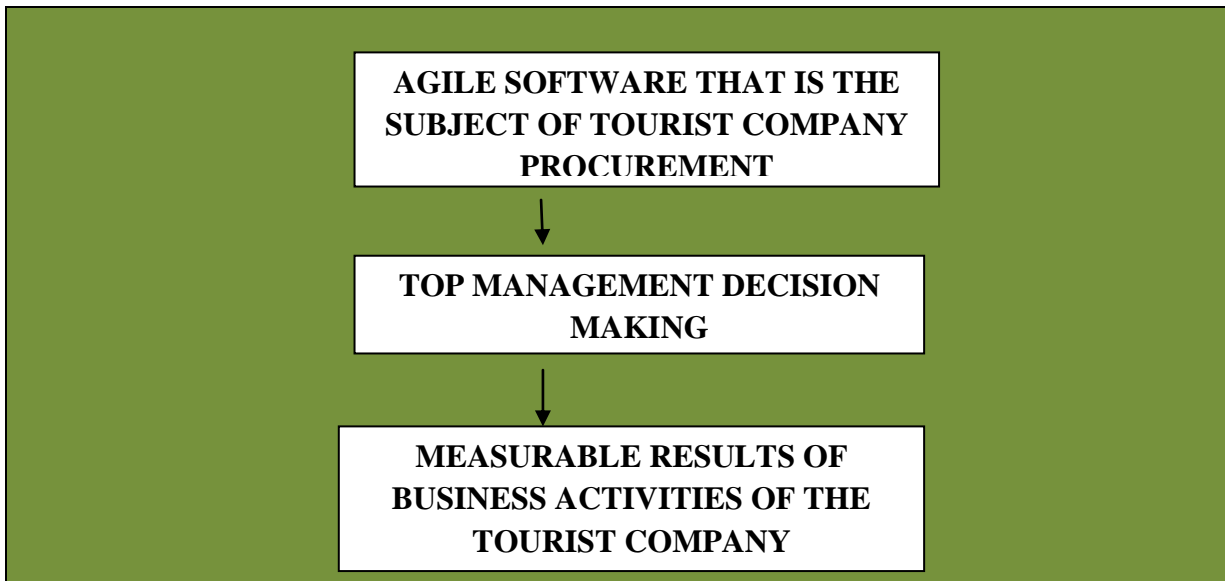 AGILE SOFTWARE THAT IS THE
SUBJECT OF TOURIST COMPANY
PROCUREMENT
TOP MANAGEMENT DECISION
MAKING
MEASURABLE RESULTS OF
BUSINESS ACTIVITIES OF THE
TOURIST COMPANY